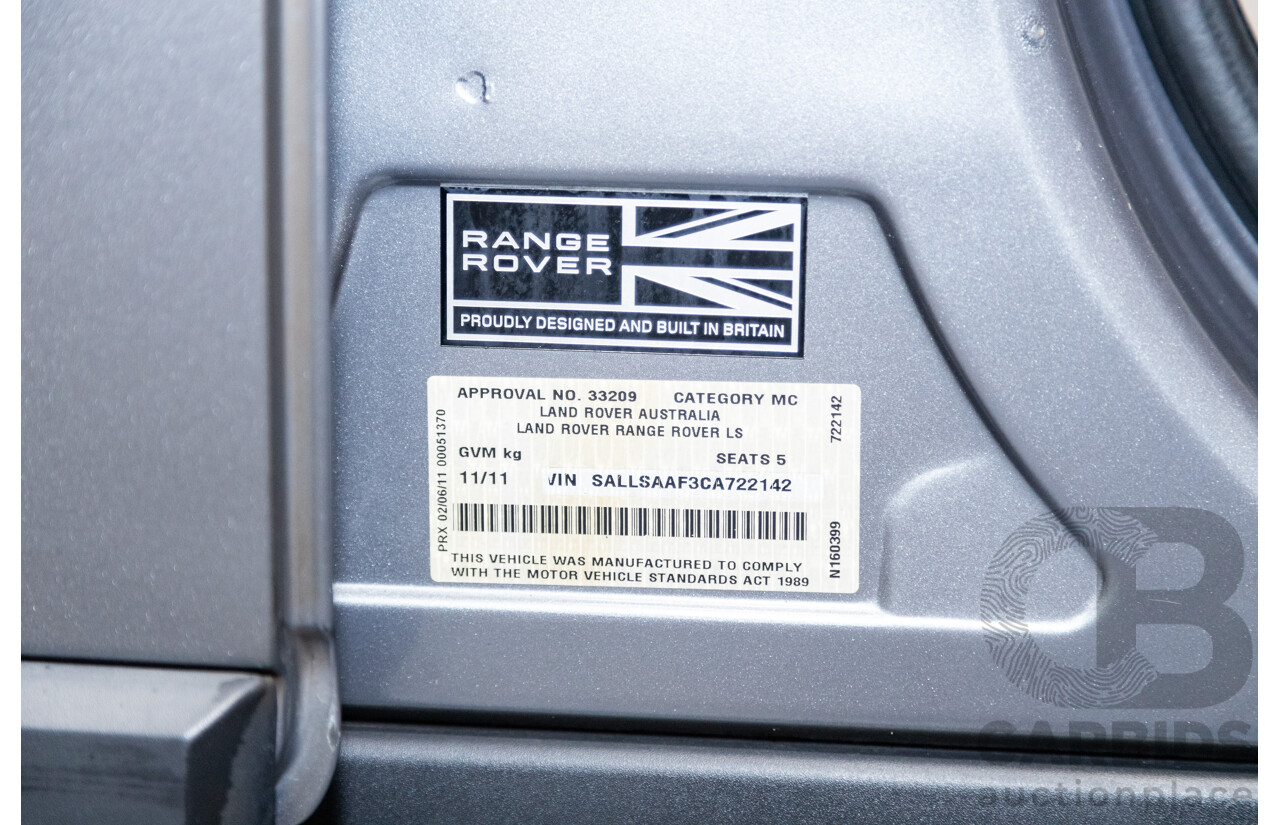 RANGE
ROVER
PROUDLY DESIGNED AND BUILT IN BRITAIN
APPROVAL NO. 33209 CATEGORY MC
LAND ROVER AUSTRALIA
LAND ROVER RANGE ROVER LS
GVM kg SEATS 5
11/11 VIN SALLSAAF3CA722142
THIS VEHICLE WAS MANUFACTURED TO COMPLY
WITH THE MOTOR VEHICLE STANDARDS ACT 1989
PRX 02/06/11 00051370
722142
N160399
CB
CARBIDS
auctionplace